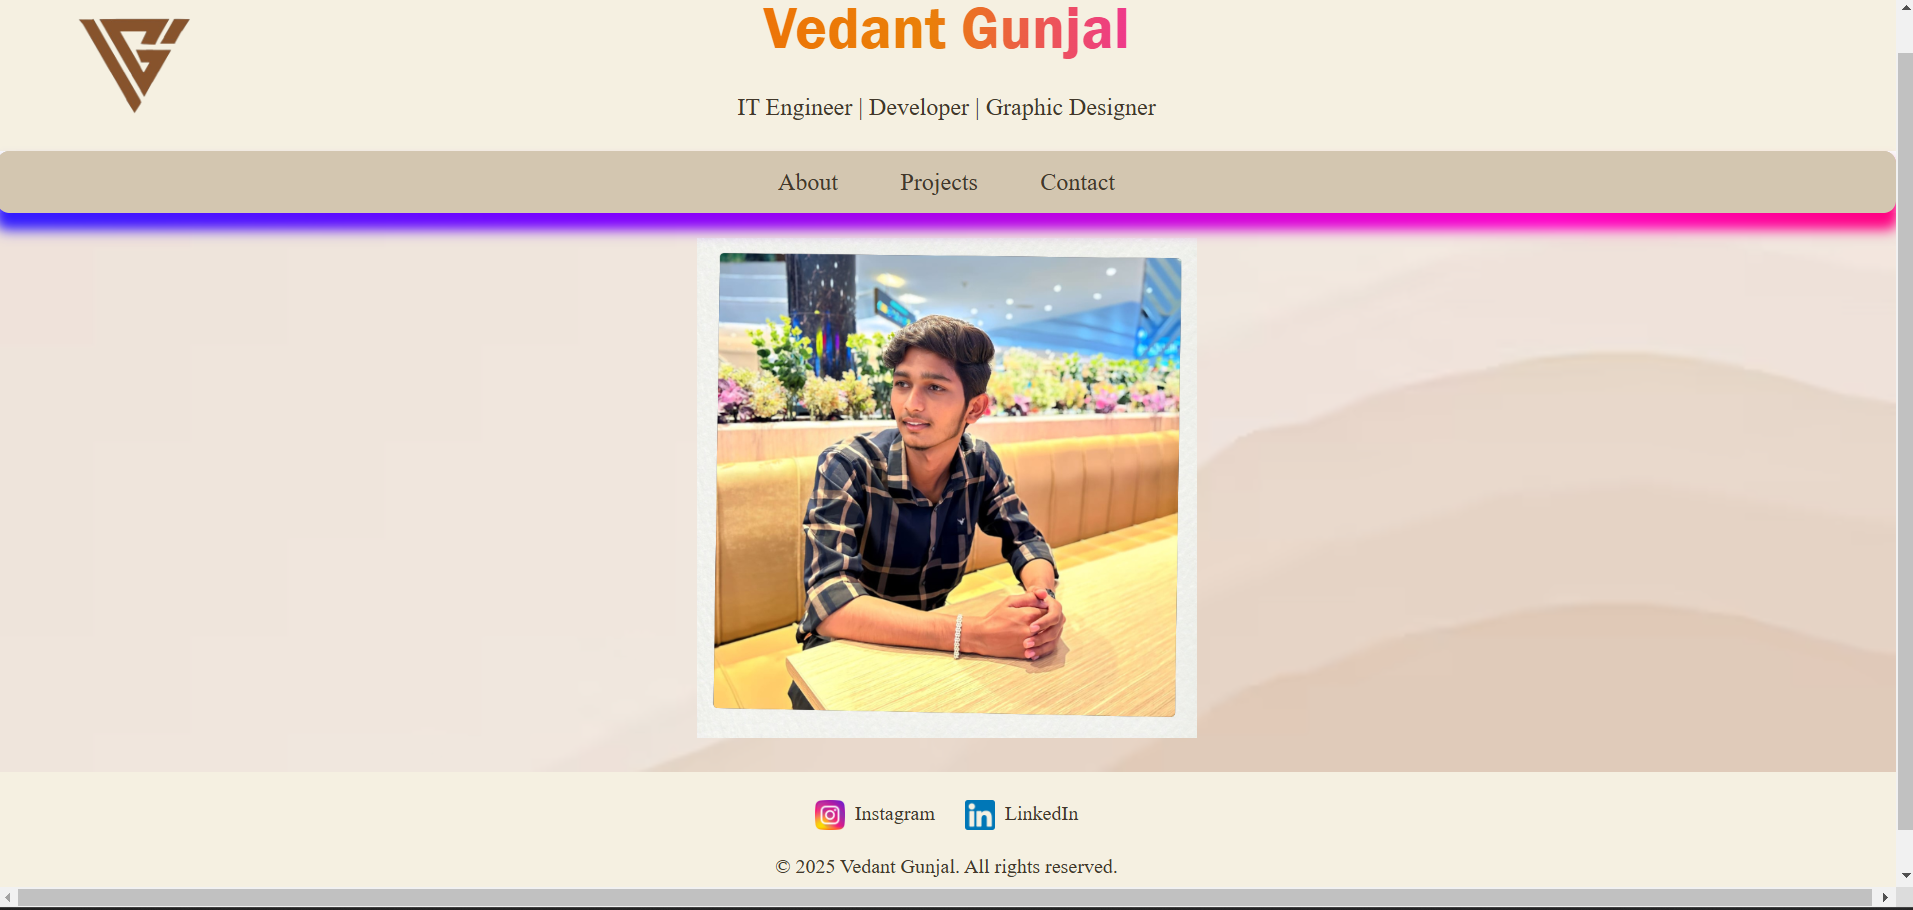 Vedant Gunjal
IT Engineer | Developer | Graphic Designer
About Projects Contact
Instagram LinkedIn
© 2025 Vedant Gunjal. All rights reserved.